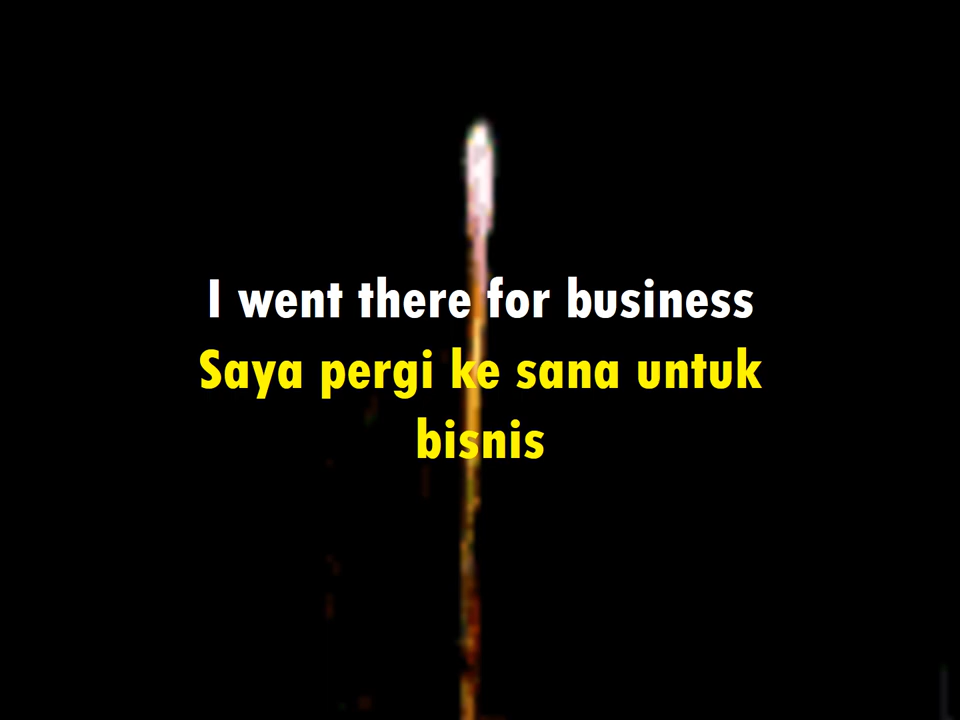 I went there for business
Saya pergi ke sana untuk
bisnis